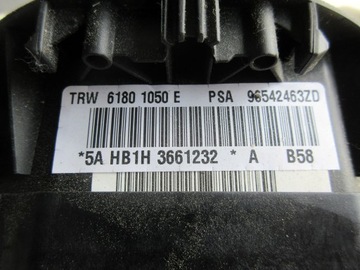 TRW 6180 1050 E PSA 96542463ZD
*5A HB1H 3661232 * A B58